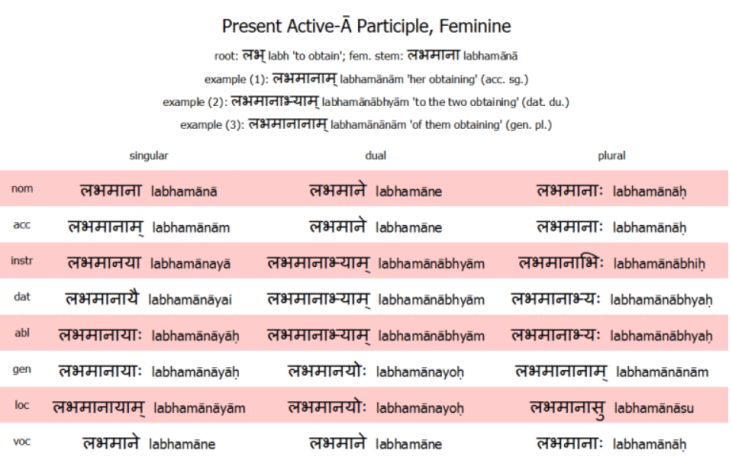 Present Active-Ā Participle, Feminine
root: लभ् labh 'to obtain'; fem. stem: लभमाना labhamānā
example (1): लभमानाम् labhamānām 'her obtaining' (acc. sg.)
example (2): लभमानाभ्याम् labhamānābhyām 'to the two obtaining' (dat. du.)
example (3): लभमानानाम् labhamānānām 'of them obtaining' (gen. pl.)
singular dual plural
nom लभमाना labhamānā लभमाने labhamāne लभमानाः labhamānāḥ
acc लभमानाम् labhamānām लभमाने labhamāne लभमानाः labhamānāḥ
instr लभमानया labhamānayā लभमानाभ्याम् labhamānābhyām लभमानाभिः labhamānābhiḥ
dat लभमानायै labhamānāyai लभमानाभ्याम् labhamānābhyām लभमानाभ्यः labhamānābhyaḥ
abl लभमानायाः labhamānāyāḥ लभमानाभ्याम् labhamānābhyām लभमानाभ्यः labhamānābhyaḥ
gen लभमानायाः labhamānāyāḥ लभमानयोः labhamānayoḥ लभमानानाम् labhamānānām
loc लभमानायाम् labhamānāyām लभमानयोः labhamānayoḥ लभमानासु labhamānāsu
voc लभमाने labhamāne लभमाने labhamāne लभमानाः labhamānāḥ